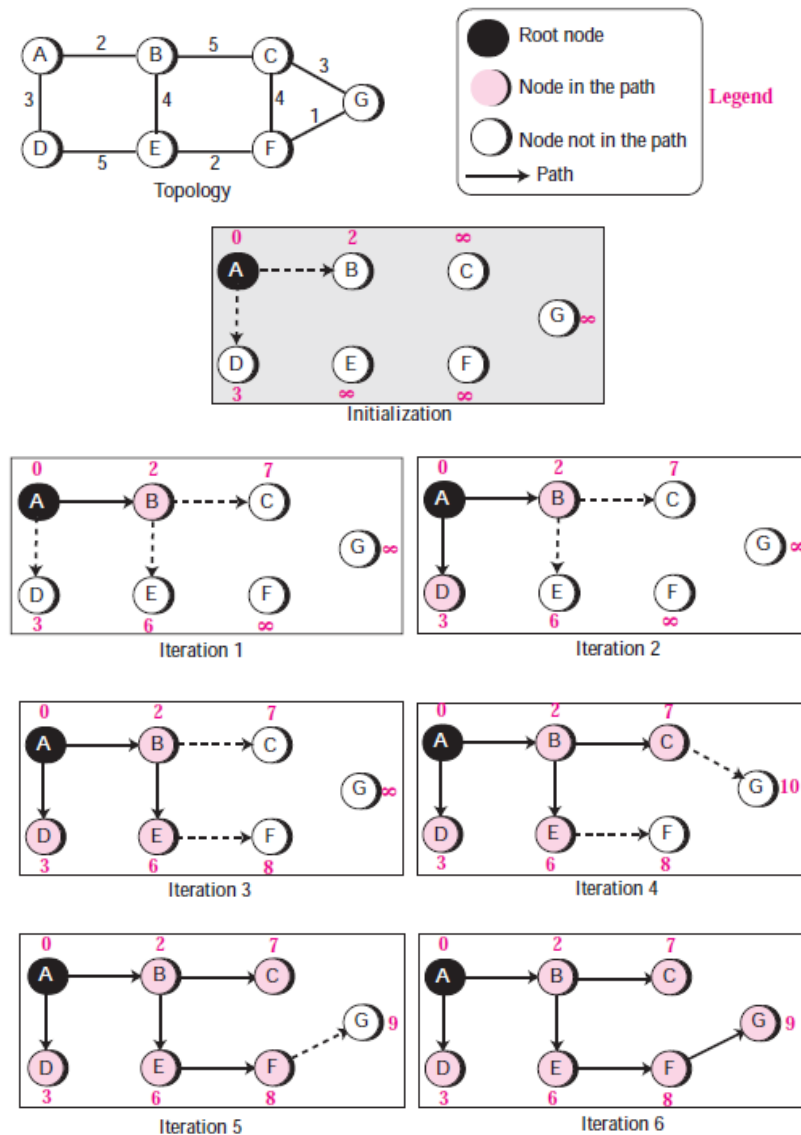 2 5
A B C
3
3 4 4 G
1
D E F
5 2
Topology
Root node
Node in the path
Node not in the path
Path
Legend
0 2 ∞
A B C
G ∞
D E F
3 ∞ ∞
Initialization
0 2 7
A B C
G ∞
D E F
3 6 ∞
Iteration 1
0 2 7
A B C
G ∞
D E F
3 6 ∞
Iteration 2
0 2 7
A B C
G ∞
D E F
3 6 8
Iteration 3
0 2 7
A B C
G 10
D E F
3 6 8
Iteration 4
0 2 7
A B C
G 9
D E F
3 6 8
Iteration 5
0 2 7
A B C
G 9
D E F
3 6 8
Iteration 6